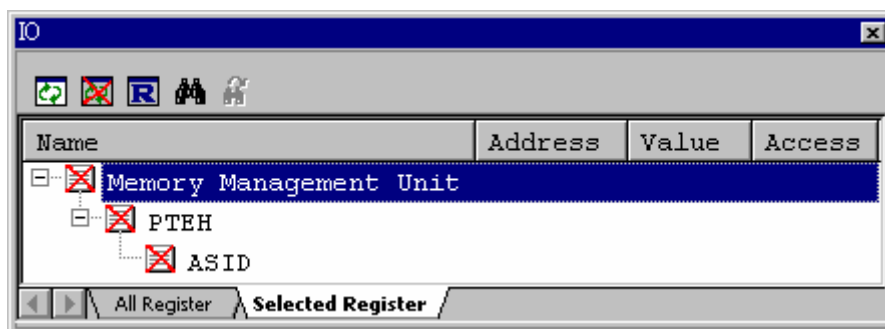 IO
R
Name Address Value Access
Memory Management Unit
PTEH
ASID
All Register Selected Register